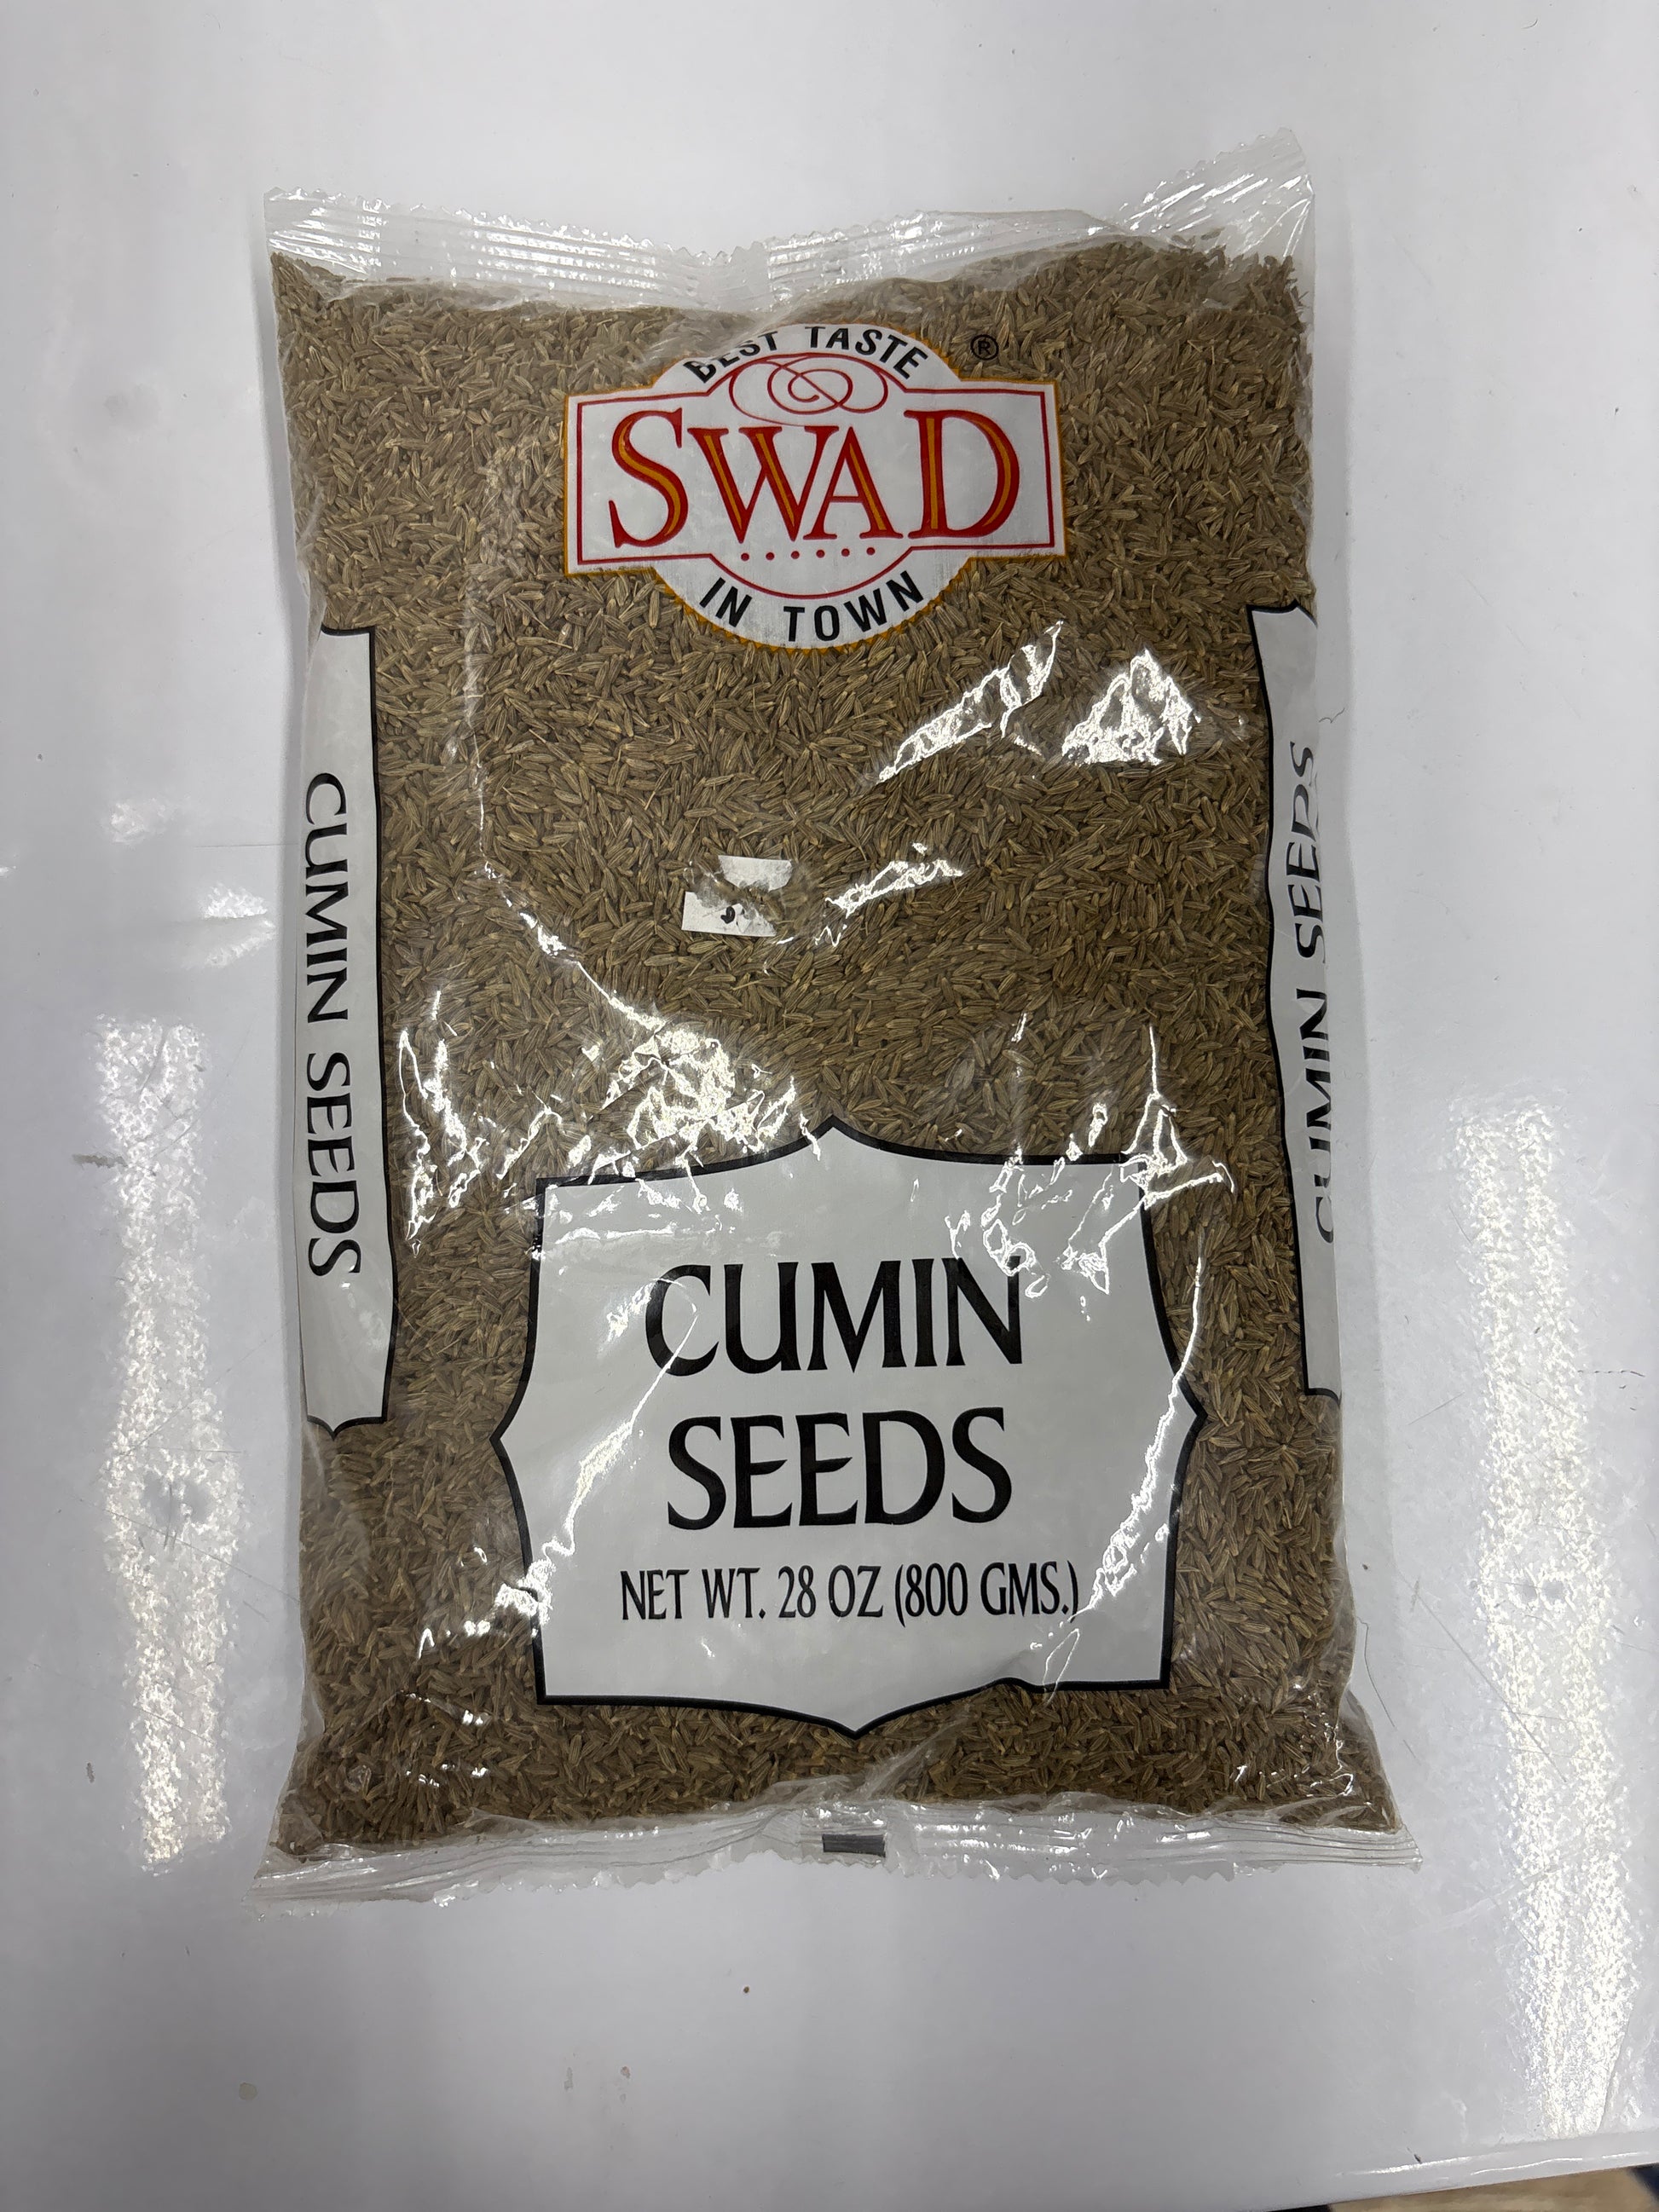 BEST TASTE
®
SWAD
IN TOWN
CUMIN SEEDS
CUMIN SEEDS
CUMIN
SEEDS
NET WT. 28 OZ (800 GMS.)